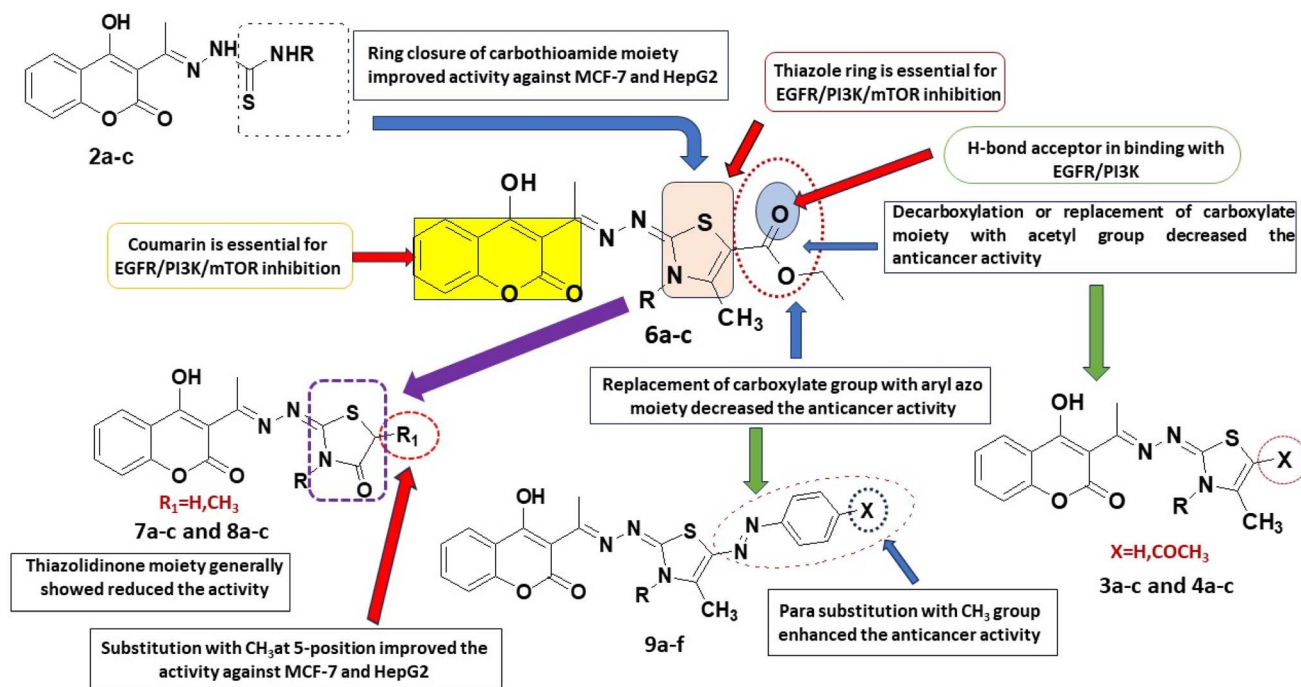 OH
N
NH
NHR
S
O
O
2a-c
Ring closure of carbothioamide moiety
improved activity against MCF-7 and HepG2
Thiazole ring is essential for
EGFR/PI3K/mTOR inhibition
H-bond acceptor in binding with
EGFR/PI3K
Coumarin is essential for
EGFR/PI3K/mTOR inhibition
OH
N
N
S
O
O
N
O
O
R
CH3
6a-c
Decarboxylation or replacement of carboxylate
moiety with acetyl group decreased the
anticancer activity
Replacement of carboxylate group with aryl azo
moiety decreased the anticancer activity
OH
N
N
S
R1
N
O
O
R
O
R1=H,CH3
7a-c and 8a-c
Thiazolidinone moiety generally
showed reduced the activity
Substitution with CH3at 5-position improved the
activity against MCF-7 and HepG2
OH
N
N
S
N
N
X
N
O
O
R
CH3
9a-f
Para substitution with CH3 group
enhanced the anticancer activity
OH
N
N
S
X
N
O
O
R
CH3
X=H,COCH3
3a-c and 4a-c